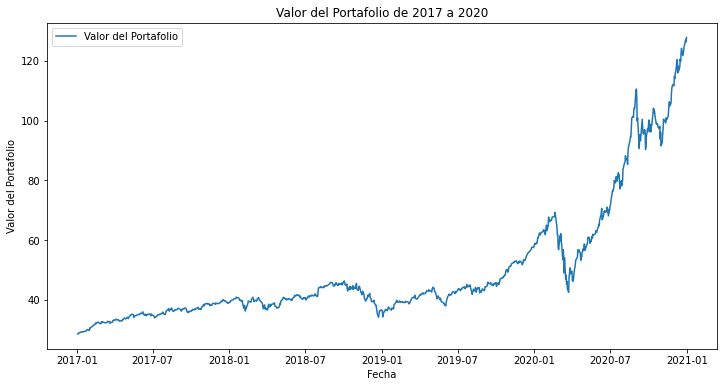 Valor del Portafolio de 2017 a 2020
Valor del Portafolio
Valor del Portafolio
120
100
80
60
40
2017-01 2017-07 2018-01 2018-07 2019-01 2019-07 2020-01 2020-07 2021-01
Fecha